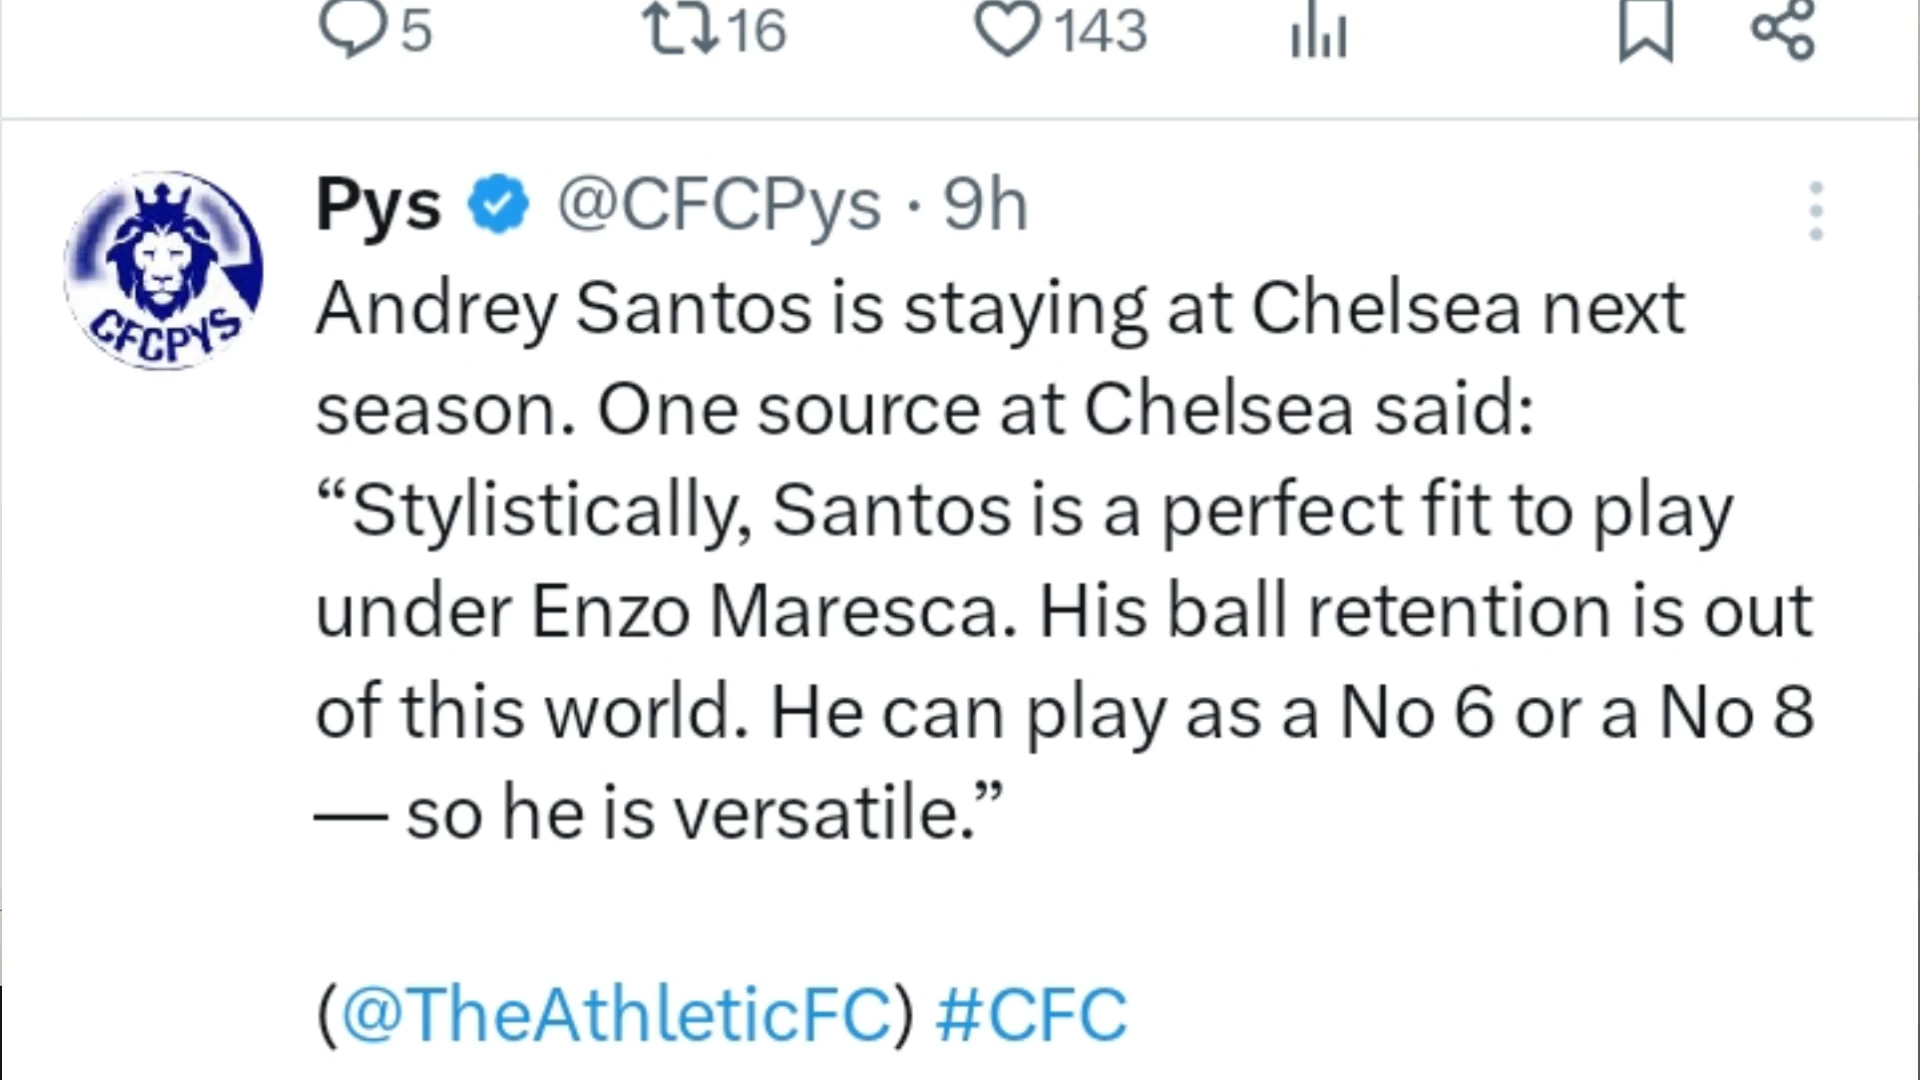 5 16 143
Pys @CFCPys · 9h
Andrey Santos is staying at Chelsea next
season. One source at Chelsea said:
“Stylistically, Santos is a perfect fit to play
under Enzo Maresca. His ball retention is out
of this world. He can play as a No 6 or a No 8
— so he is versatile.”
CFCPYS
(@TheAthleticFC) #CFC